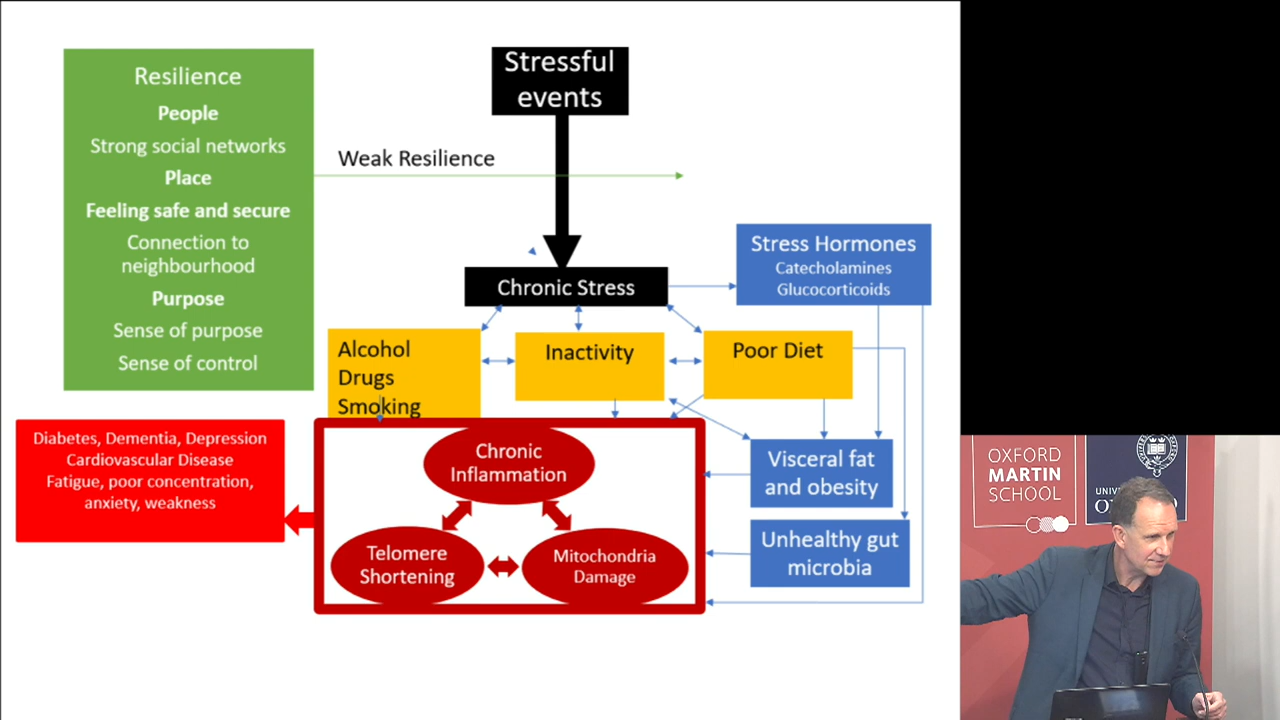 Resilience
People
Strong social networks
Place
Feeling safe and secure
Connection to
neighbourhood
Purpose
Sense of purpose
Sense of control
Weak Resilience
Stressful
events
Chronic Stress
Stress Hormones
Catecholamines
Glucocorticoids
Alcohol
Drugs
Smoking
Inactivity
Poor Diet
Diabetes, Dementia, Depression
Cardiovascular Disease
Fatigue, poor concentration,
anxiety, weakness
Chronic
Inflammation
Telomere
Shortening
Mitochondria
Damage
Visceral fat
and obesity
Unhealthy gut
microbia
OXFORD
MARTIN
SCHOOL